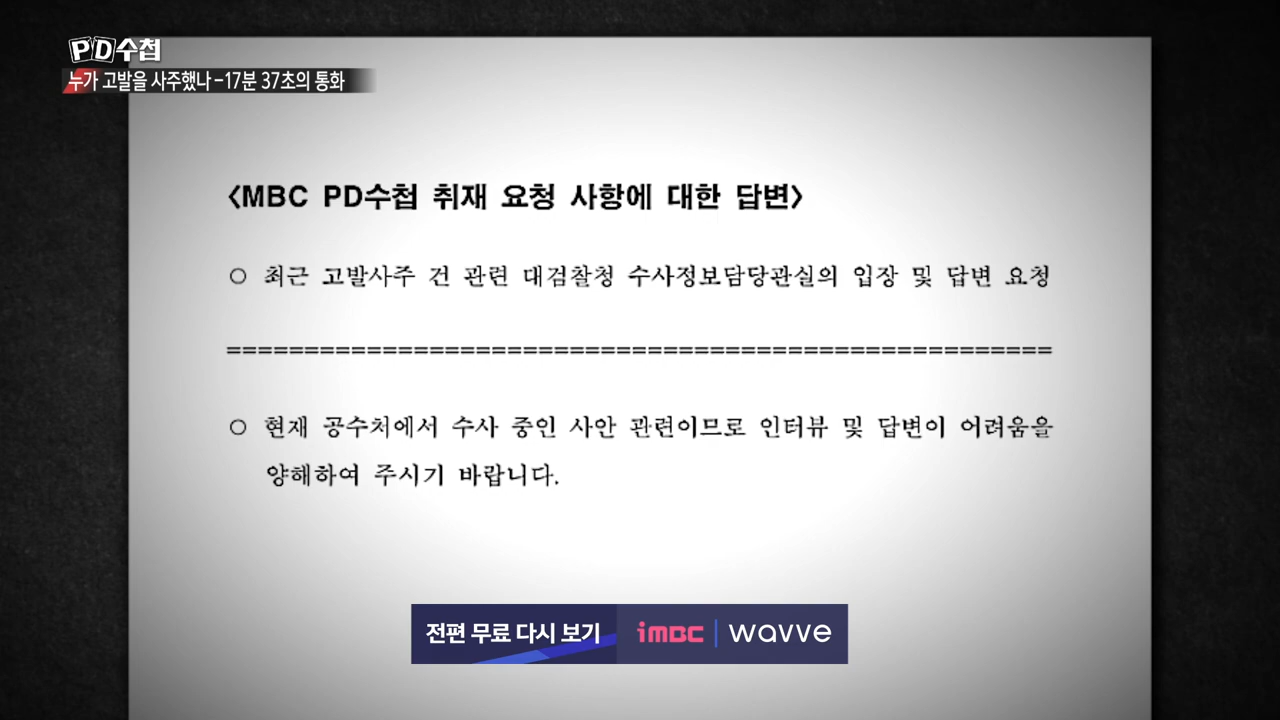 PD수첩
누가 고발을 사주했나-17분 37초의 통화
<MBC PD수첩 취재 요청 사항에 대한 답변>
○ 최근 고발사주 건 관련 대검찰청 수사정보담당관실의 입장 및 답변 요청
=====================================================
○ 현재 공수처에서 수사 중인 사안 관련이므로 인터뷰 및 답변이 어려움을
양해하여 주시기 바랍니다.
전편 무료 다시 보기 iMBC | wavve